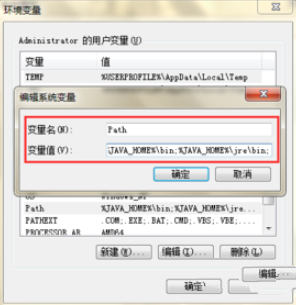 环境变量
Administrator 的用户变量(U)
变量 值
TEMP %USERPROFILE%\AppData\Local\Temp
编辑系统变量
变量名(N): Path
变量值(V): JAVA_HOME%\bin;%JAVA_HOME%\jre\bin;
确定 取消
Path %JAVA_HOME%\bin;%JAVA_HOME%\jre...
PATHEXT .COM;.EXE;.BAT;.CMD;.VBS;.VBE;....
PROCESSOR_AR AMD64
新建(W)... 编辑(I)... 删除(L)
编辑...
确定